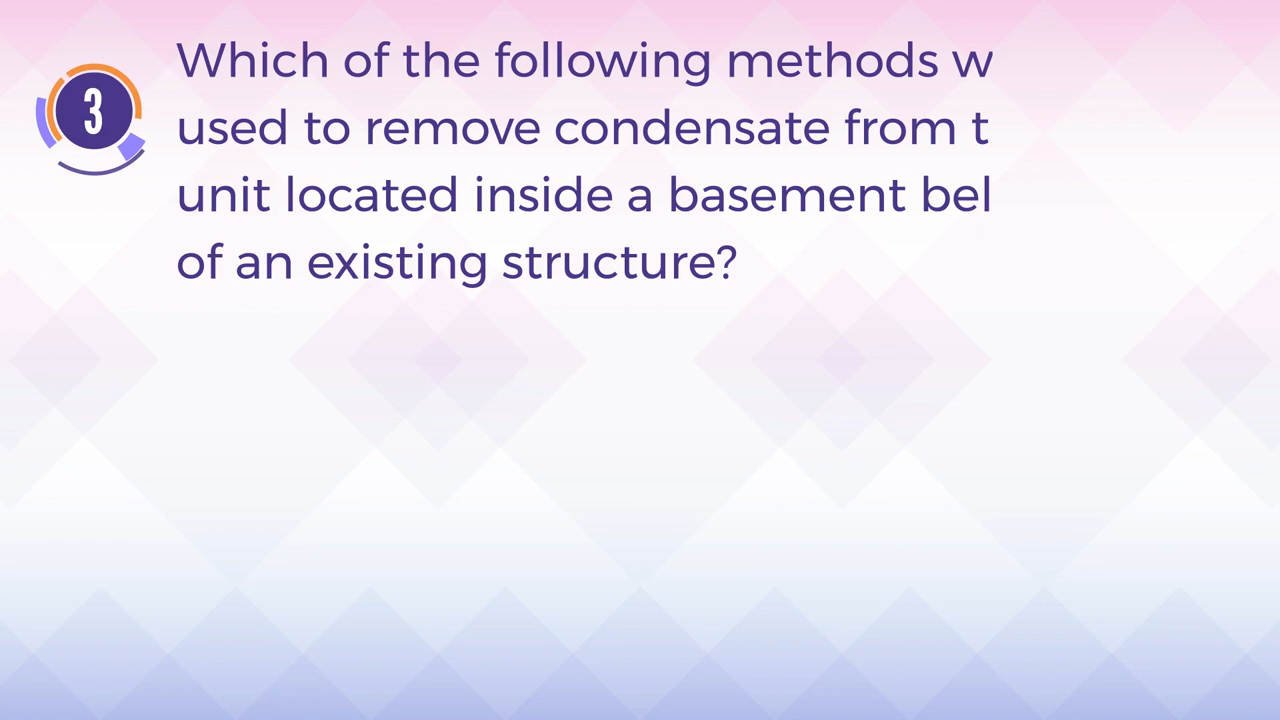 3
Which of the following methods w
used to remove condensate from t
unit located inside a basement bel
of an existing structure?